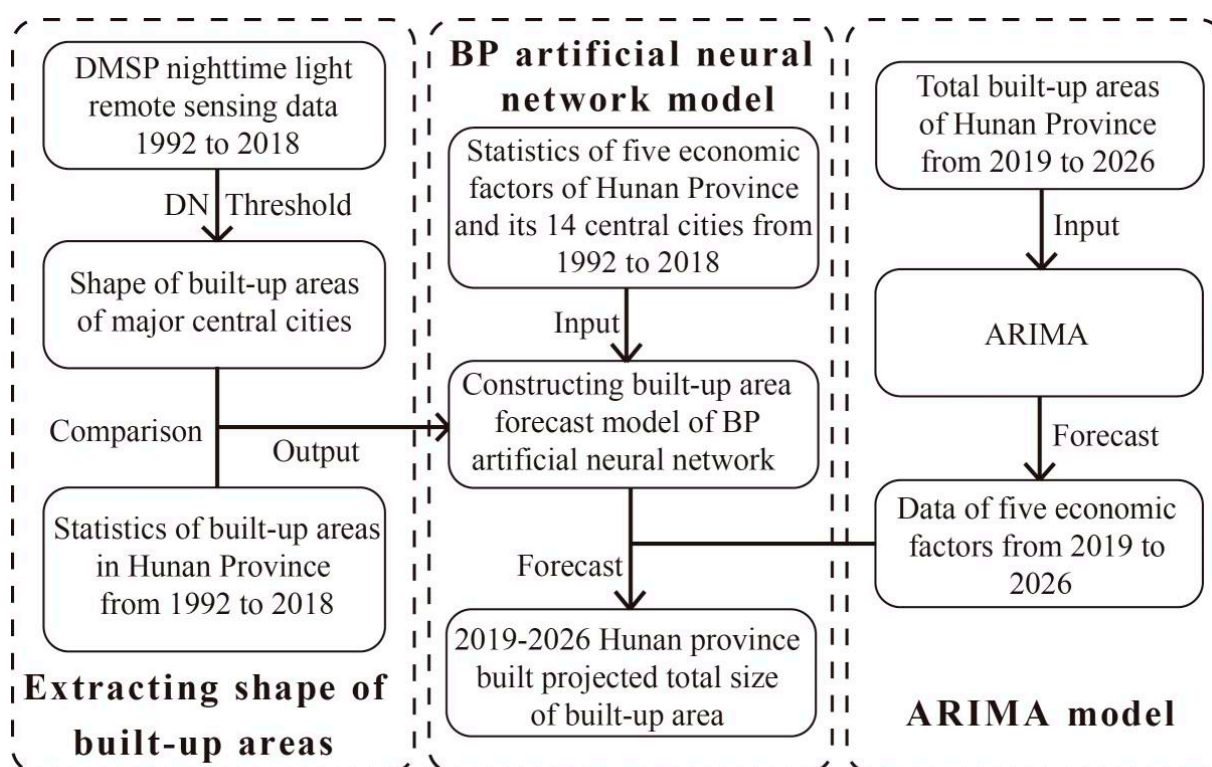 DMSP nighttime light
remote sensing data
1992 to 2018
DN Threshold
Shape of built-up areas
of major central cities
Comparison
Output
Statistics of built-up areas
in Hunan Province
from 1992 to 2018
Extracting shape of
built-up areas
BP artificial neural
network model
Statistics of five economic
factors of Hunan Province
and its 14 central cities from
1992 to 2018
Input
Constructing built-up area
forecast model of BP
artificial neural network
Forecast
2019-2026 Hunan province
built projected total size
of built-up area
Total built-up areas
of Hunan Province
from 2019 to 2026
Input
ARIMA
Forecast
Data of five economic
factors from 2019 to
2026
ARIMA model